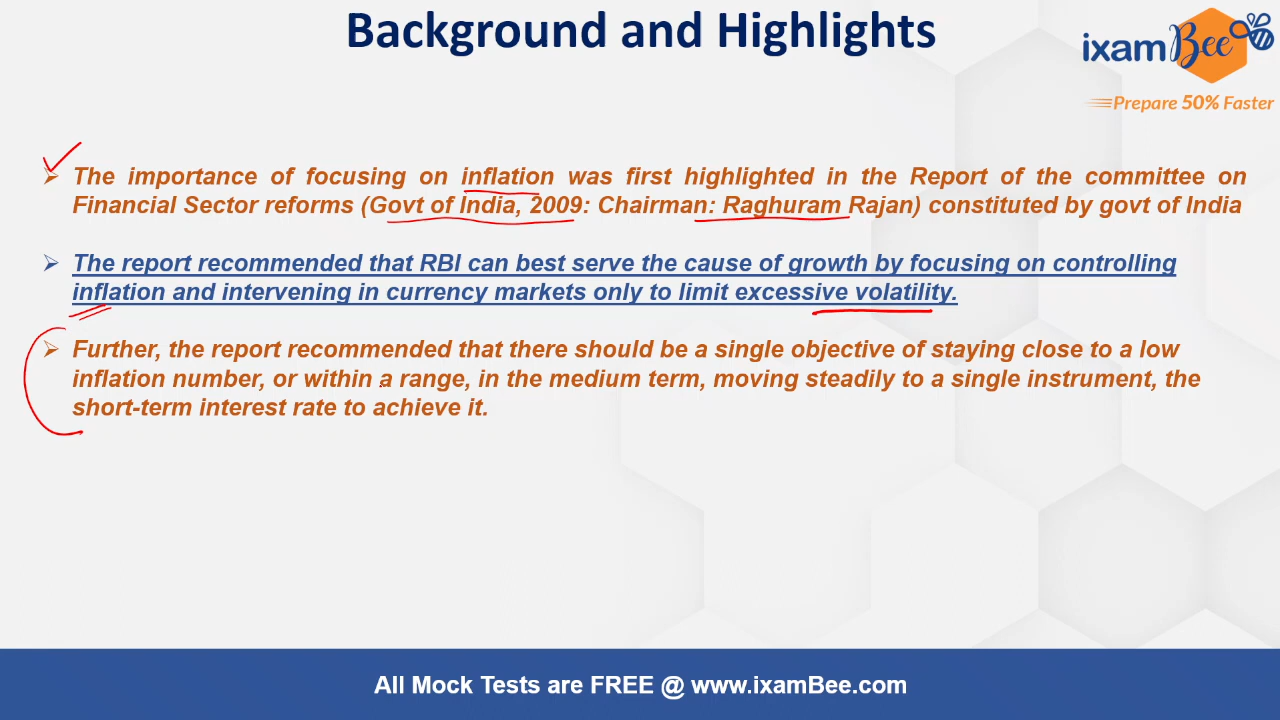 Background and Highlights
ixamBee
Prepare 50% Faster
The importance of focusing on inflation was first highlighted in the Report of the committee on
Financial Sector reforms (Govt of India, 2009: Chairman: Raghuram Rajan) constituted by govt of India
The report recommended that RBI can best serve the cause of growth by focusing on controlling
inflation and intervening in currency markets only to limit excessive volatility.
Further, the report recommended that there should be a single objective of staying close to a low
inflation number, or within a range, in the medium term, moving steadily to a single instrument, the
short-term interest rate to achieve it.
All Mock Tests are FREE @ www.ixamBee.com